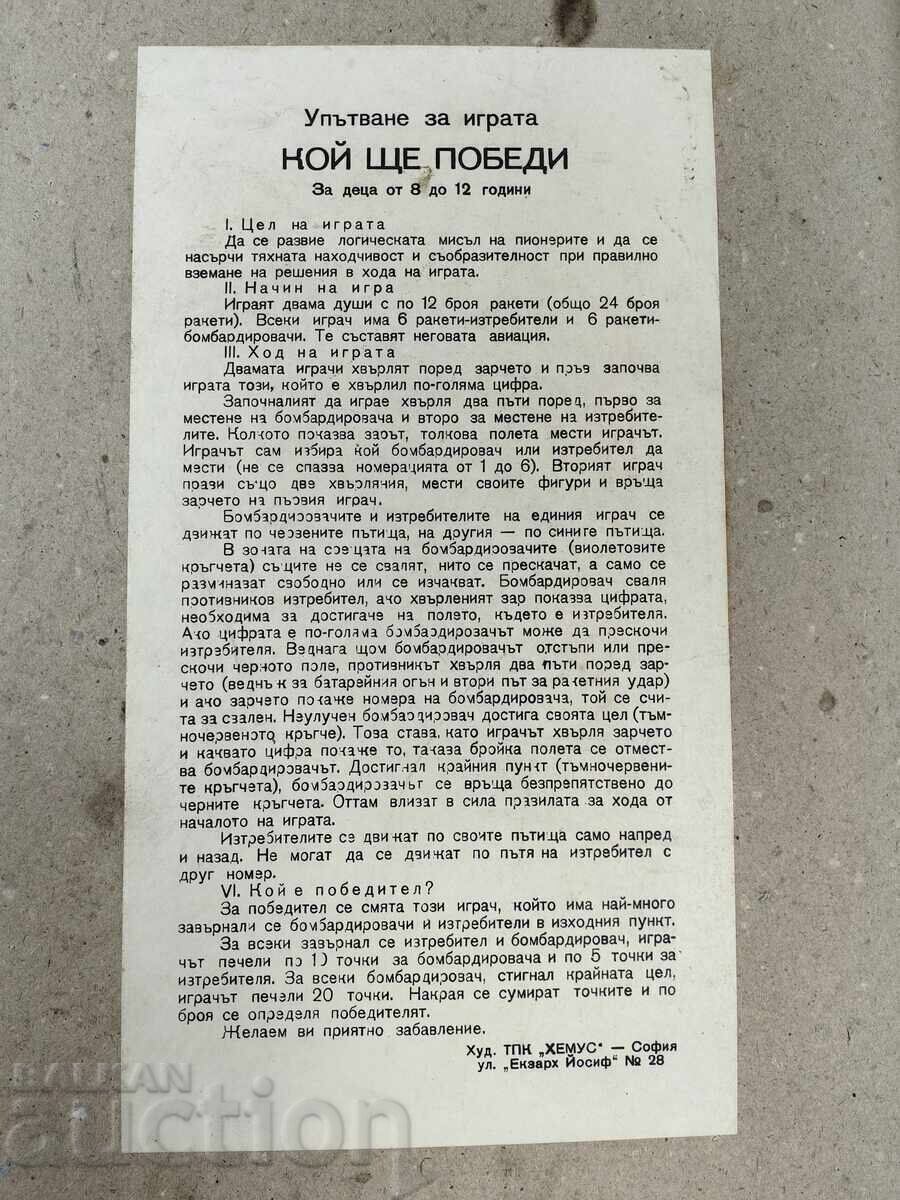 Упътване за играта
КОЙ ЩЕ ПОБЕДИ
За деца от 8 до 12 години
I. Цел на играта
Да се развие логическата мисъл на пионерите и да се
насърчи тяхната находчивост и съобразителност при правилно
вземане на решения в хода на играта.
II. Начин на игра
Играят двама души с по 12 броя ракети (общо 24 броя
ракети). Всеки играч има 6 ракети-изтребители и 6 ракети-
бомбардировачи. Те съставят неговата авиация.
III. Ход на играта
Двамата играчи хвърлят поред зарчето и пръв започва
играта този, който е хвърлил по-голяма цифра.
Започналият да играе хвърля два пъти поред, първо за
местене на бомбардировача и второ за местене на изтребите-
лите. Колкото показва зарът, толкова полета мести играчът.
Играчът сам избира кой бомбардировач или изтребител да
мести (не се спазва номерацията от 1 до 6). Вторият играч
прави също две хвърляния, мести своите фигури и връща
зарчето на първия играч.
Бомбардировачите и изтребителите на единия играч се
движат по червените пътища, на другия — по сините пътища.
В зоната на срещата на бомбардировачите (виолетовите
кръгчета) същите не се свалят, нито се прескачат, а само се
разминават свободно или се изчакват. Бомбардировач сваля
противников изтребител, ако хвърленият зар показва цифрата,
необходима за достигане на полето, където е изтребителя.
Ако цифрата е по-голяма бомбардировачът може да прескочи
изтребителя. Веднага щом бомбардировачът отстъпи или пре-
скочи черното поле, противникът хвърля два пъти поред зар-
чето (веднъж за батарейния огън и втори път за ракетния удар)
и ако зарчето покаже номера на бомбардировача, той се счи-
та за свален. Неулучен бомбардировач достига своята цел (тъм-
ночервеното кръгче). Това става, като играчът хвърля зарчето
и каквато цифра покаже то, такава бройка полета се отмест-
ва бомбардировачът. Достигнал крайния пункт (тъмночервени-
те кръгчета), бомбардировачът се връща безпрепятствено до
черните кръгчета. Оттам влизат в сила правилата за хода от
началото на играта.
Изтребителите се движат по своите пътища само напред
и назад. Не могат да се движат по пътя на изтребител с
друг номер.
VI. Кой е победител?
За победител се смята този играч, който има най-много
завърнали се бомбардировачи и изтребители в изходния пункт.
За всеки завърнал се изтребител и бомбардировач, игра-
чът печели по 10 точки за бомбардировача и по 5 точки за
изтребителя. За всеки бомбардировач, стигнал крайната цел,
играчът печели 20 точки. Накрая се сумират точките и по
броя се определя победителят.
Желаем ви приятно забавление.
Худ. ТПК „ХЕМУС“ — София
ул. „Екзарх Йосиф“ № 28
BALKAN
auction